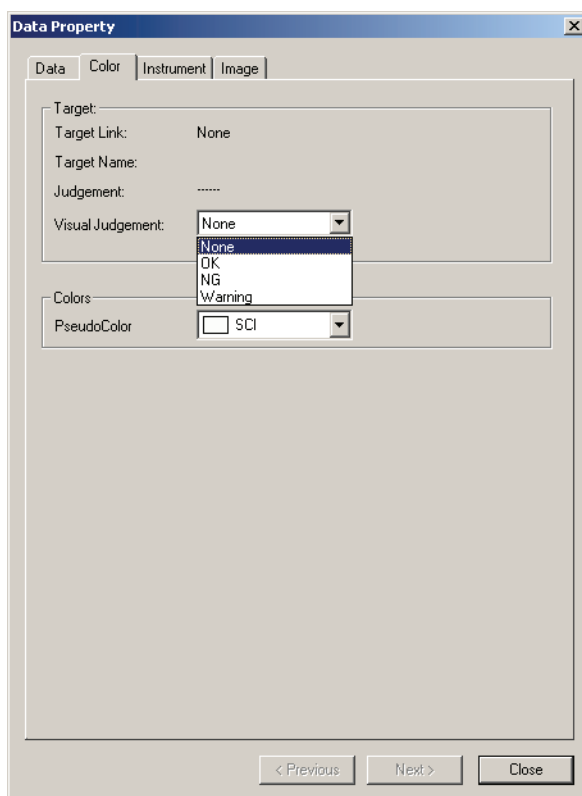 Data Property
Data Color Instrument Image
Target:
Target Link: None
Target Name:
Judgement: ------
Visual Judgement: None
None
OK
NG
Warning
Colors
PseudoColor SCI
< Previous Next > Close